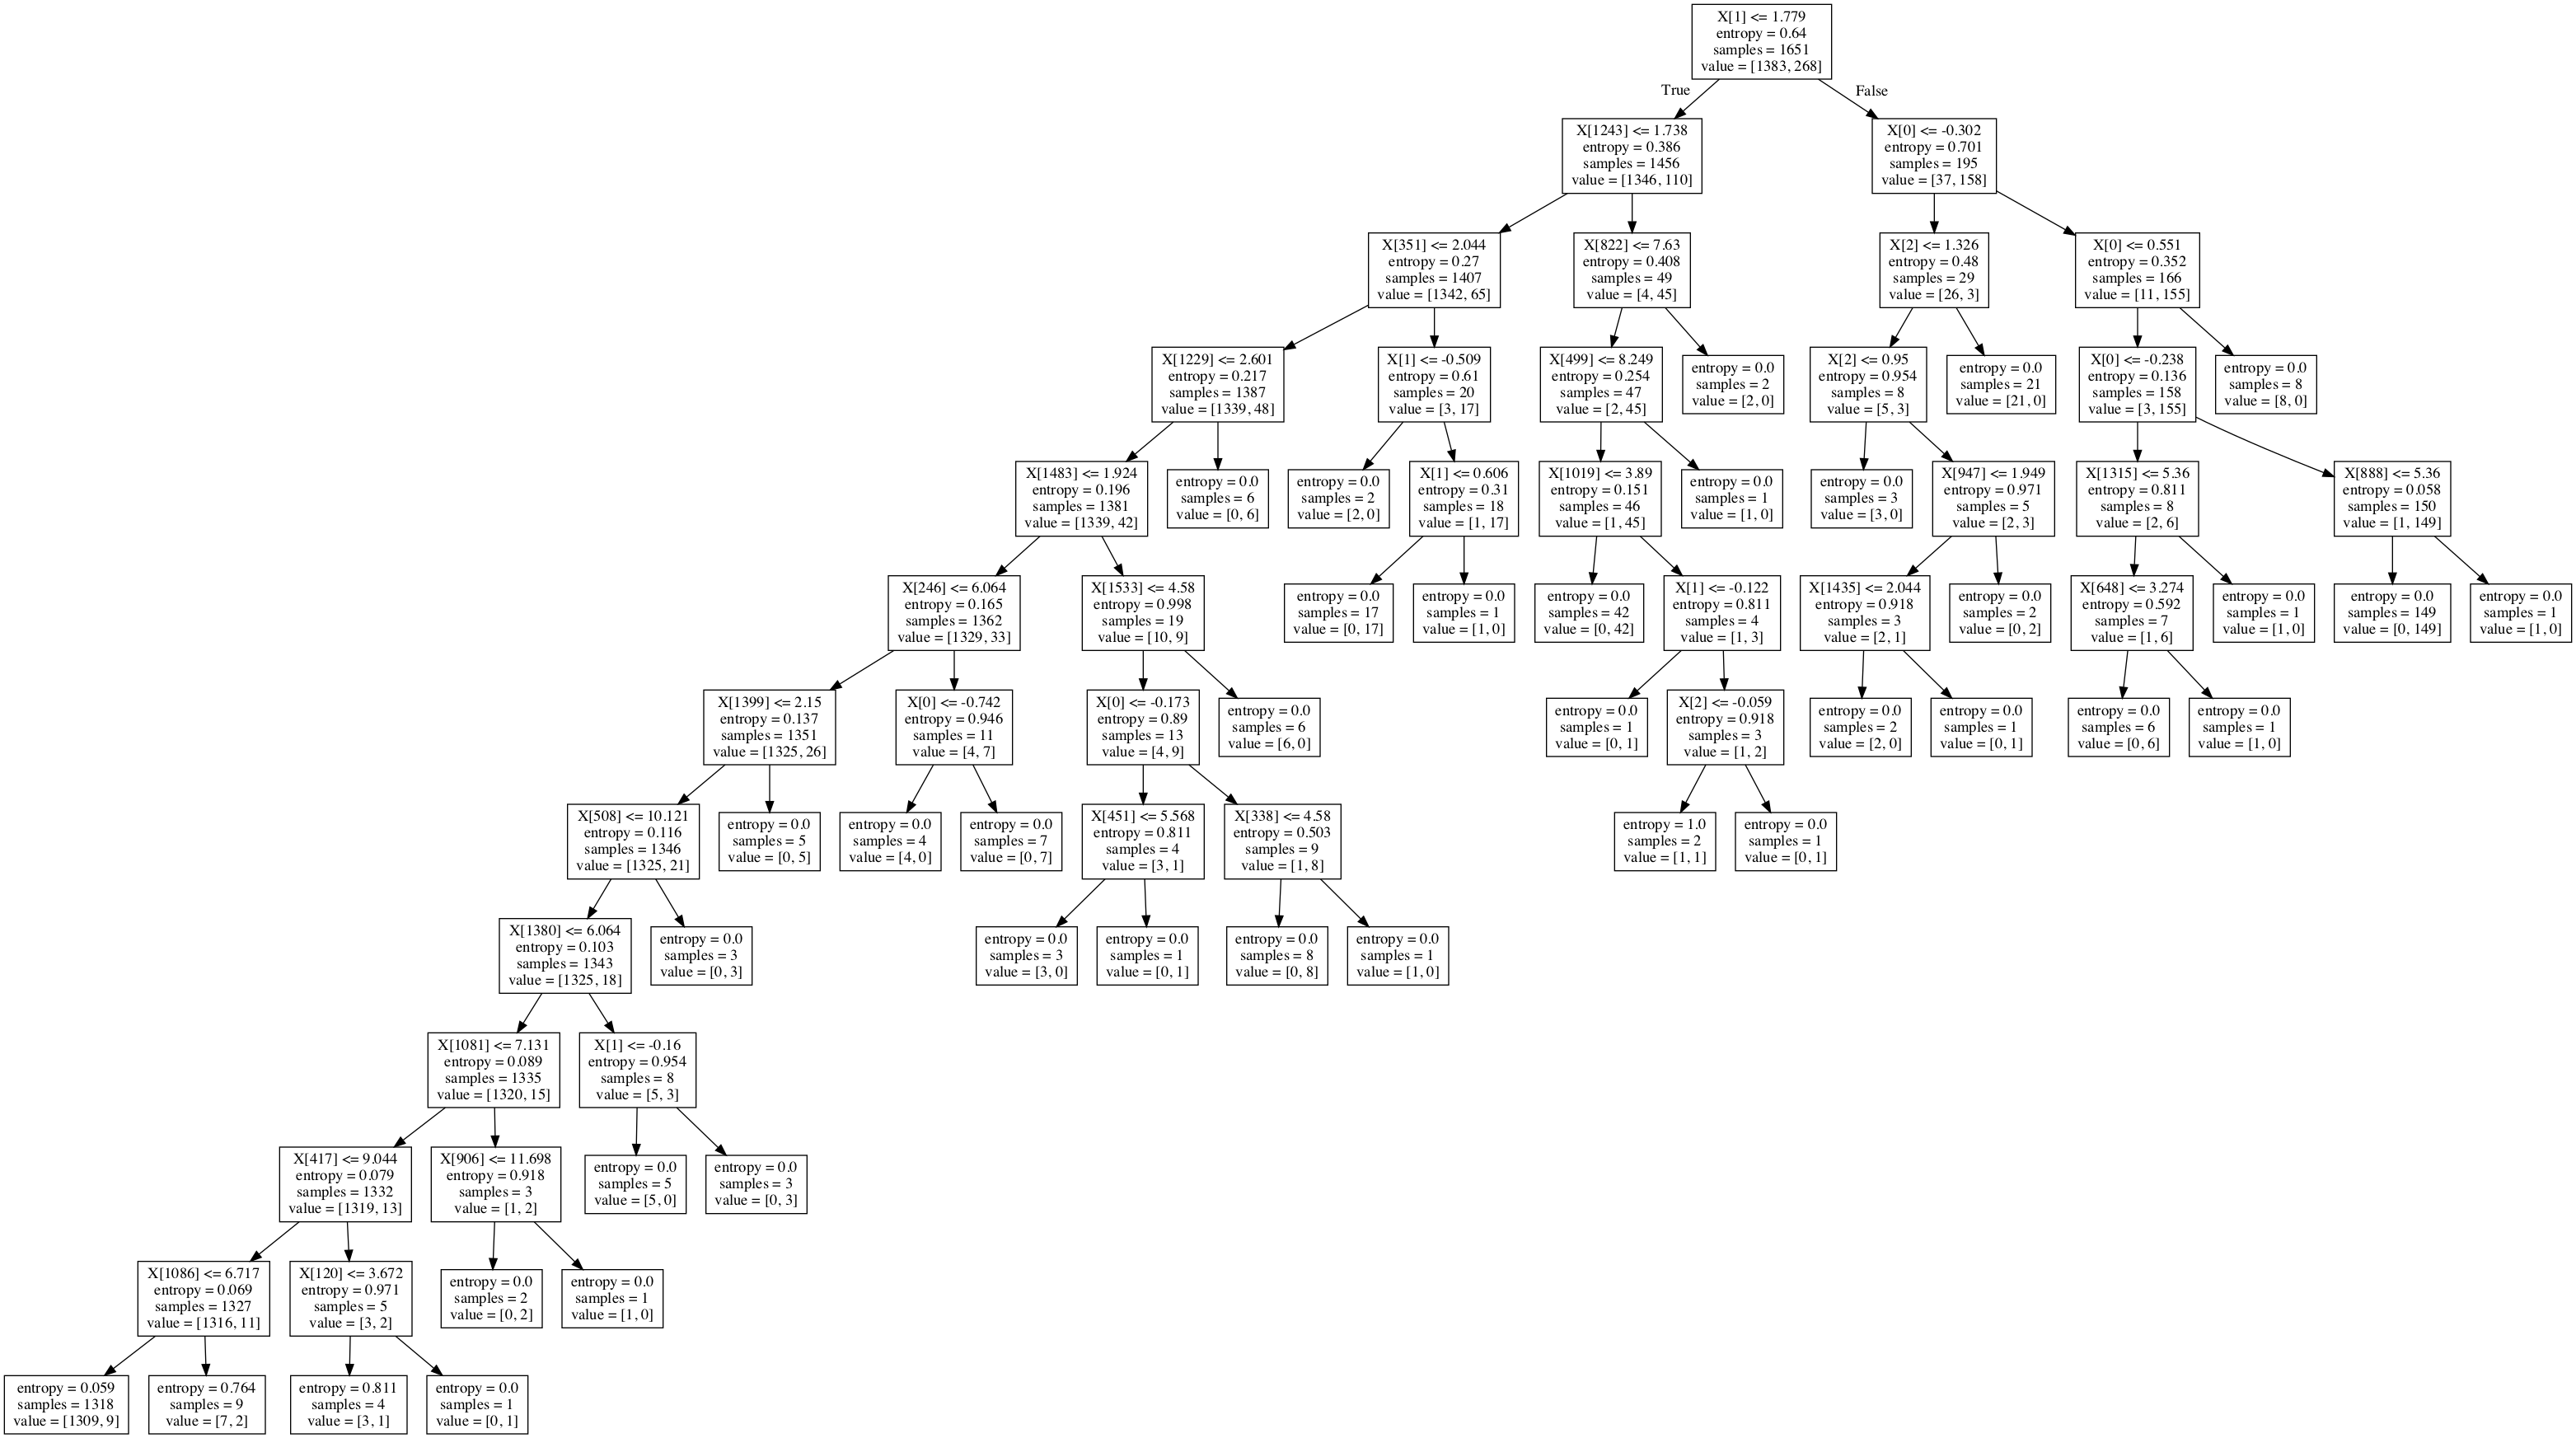 X[1] <= 1.779
entropy = 0.64
samples = 1651
value = [1383, 268]
True
False
X[1243] <= 1.738
entropy = 0.386
samples = 1456
value = [1346, 110]
X[0] <= -0.302
entropy = 0.701
samples = 195
value = [37, 158]
X[351] <= 2.044
entropy = 0.27
samples = 1407
value = [1342, 65]
X[822] <= 7.63
entropy = 0.408
samples = 49
value = [4, 45]
X[2] <= 1.326
entropy = 0.48
samples = 29
value = [26, 3]
X[0] <= 0.551
entropy = 0.352
samples = 166
value = [11, 155]
X[1229] <= 2.601
entropy = 0.217
samples = 1387
value = [1339, 48]
X[1] <= -0.509
entropy = 0.61
samples = 20
value = [3, 17]
X[499] <= 8.249
entropy = 0.254
samples = 47
value = [2, 45]
entropy = 0.0
samples = 2
value = [2, 0]
X[2] <= 0.95
entropy = 0.954
samples = 8
value = [5, 3]
entropy = 0.0
samples = 21
value = [21, 0]
X[0] <= -0.238
entropy = 0.136
samples = 158
value = [3, 155]
entropy = 0.0
samples = 8
value = [8, 0]
X[1483] <= 1.924
entropy = 0.196
samples = 1381
value = [1339, 42]
entropy = 0.0
samples = 6
value = [0, 6]
entropy = 0.0
samples = 2
value = [2, 0]
X[1] <= 0.606
entropy = 0.31
samples = 18
value = [1, 17]
X[1019] <= 3.89
entropy = 0.151
samples = 46
value = [1, 45]
entropy = 0.0
samples = 1
value = [1, 0]
entropy = 0.0
samples = 3
value = [3, 0]
X[947] <= 1.949
entropy = 0.971
samples = 5
value = [2, 3]
X[1315] <= 5.36
entropy = 0.811
samples = 8
value = [2, 6]
X[888] <= 5.36
entropy = 0.058
samples = 150
value = [1, 149]
X[246] <= 6.064
entropy = 0.165
samples = 1362
value = [1329, 33]
X[1533] <= 4.58
entropy = 0.998
samples = 19
value = [10, 9]
entropy = 0.0
samples = 17
value = [0, 17]
entropy = 0.0
samples = 1
value = [1, 0]
entropy = 0.0
samples = 42
value = [0, 42]
X[1] <= -0.122
entropy = 0.811
samples = 4
value = [1, 3]
X[1435] <= 2.044
entropy = 0.918
samples = 3
value = [2, 1]
entropy = 0.0
samples = 2
value = [0, 2]
X[648] <= 3.274
entropy = 0.592
samples = 7
value = [1, 6]
entropy = 0.0
samples = 1
value = [1, 0]
entropy = 0.0
samples = 149
value = [0, 149]
entropy = 0.0
samples = 1
value = [1, 0]
X[1399] <= 2.15
entropy = 0.137
samples = 1351
value = [1325, 26]
X[0] <= -0.742
entropy = 0.946
samples = 11
value = [4, 7]
X[0] <= -0.173
entropy = 0.89
samples = 13
value = [4, 9]
entropy = 0.0
samples = 6
value = [6, 0]
entropy = 0.0
samples = 1
value = [0, 1]
X[2] <= -0.059
entropy = 0.918
samples = 3
value = [1, 2]
entropy = 0.0
samples = 2
value = [2, 0]
entropy = 0.0
samples = 1
value = [0, 1]
entropy = 0.0
samples = 6
value = [0, 6]
entropy = 0.0
samples = 1
value = [1, 0]
X[508] <= 10.121
entropy = 0.116
samples = 1346
value = [1325, 21]
entropy = 0.0
samples = 5
value = [0, 5]
entropy = 0.0
samples = 4
value = [4, 0]
entropy = 0.0
samples = 7
value = [0, 7]
X[451] <= 5.568
entropy = 0.811
samples = 4
value = [3, 1]
X[338] <= 4.58
entropy = 0.503
samples = 9
value = [1, 8]
entropy = 1.0
samples = 2
value = [1, 1]
entropy = 0.0
samples = 1
value = [0, 1]
X[1380] <= 6.064
entropy = 0.103
samples = 1343
value = [1325, 18]
entropy = 0.0
samples = 3
value = [0, 3]
entropy = 0.0
samples = 3
value = [3, 0]
entropy = 0.0
samples = 1
value = [0, 1]
entropy = 0.0
samples = 8
value = [0, 8]
entropy = 0.0
samples = 1
value = [1, 0]
X[1081] <= 7.131
entropy = 0.089
samples = 1335
value = [1320, 15]
X[1] <= -0.16
entropy = 0.954
samples = 8
value = [5, 3]
X[417] <= 9.044
entropy = 0.079
samples = 1332
value = [1319, 13]
X[906] <= 11.698
entropy = 0.918
samples = 3
value = [1, 2]
entropy = 0.0
samples = 5
value = [5, 0]
entropy = 0.0
samples = 3
value = [0, 3]
X[1086] <= 6.717
entropy = 0.069
samples = 1327
value = [1316, 11]
X[120] <= 3.672
entropy = 0.971
samples = 5
value = [3, 2]
entropy = 0.0
samples = 2
value = [0, 2]
entropy = 0.0
samples = 1
value = [1, 0]
entropy = 0.059
samples = 1318
value = [1309, 9]
entropy = 0.764
samples = 9
value = [7, 2]
entropy = 0.811
samples = 4
value = [3, 1]
entropy = 0.0
samples = 1
value = [0, 1]